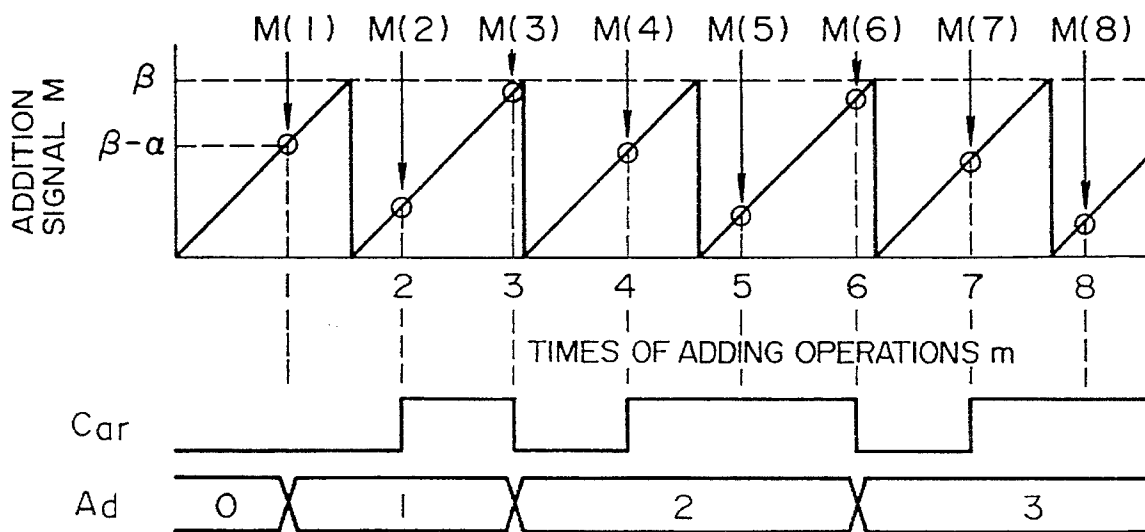 M(1) M(2) M(3) M(4) M(5) M(6) M(7) M(8)
ADDITION
SIGNAL M
β
β-α
1 2 3 4 5 6 7 8
TIMES OF ADDING OPERATIONS m
Car
Ad 0 1 2 3